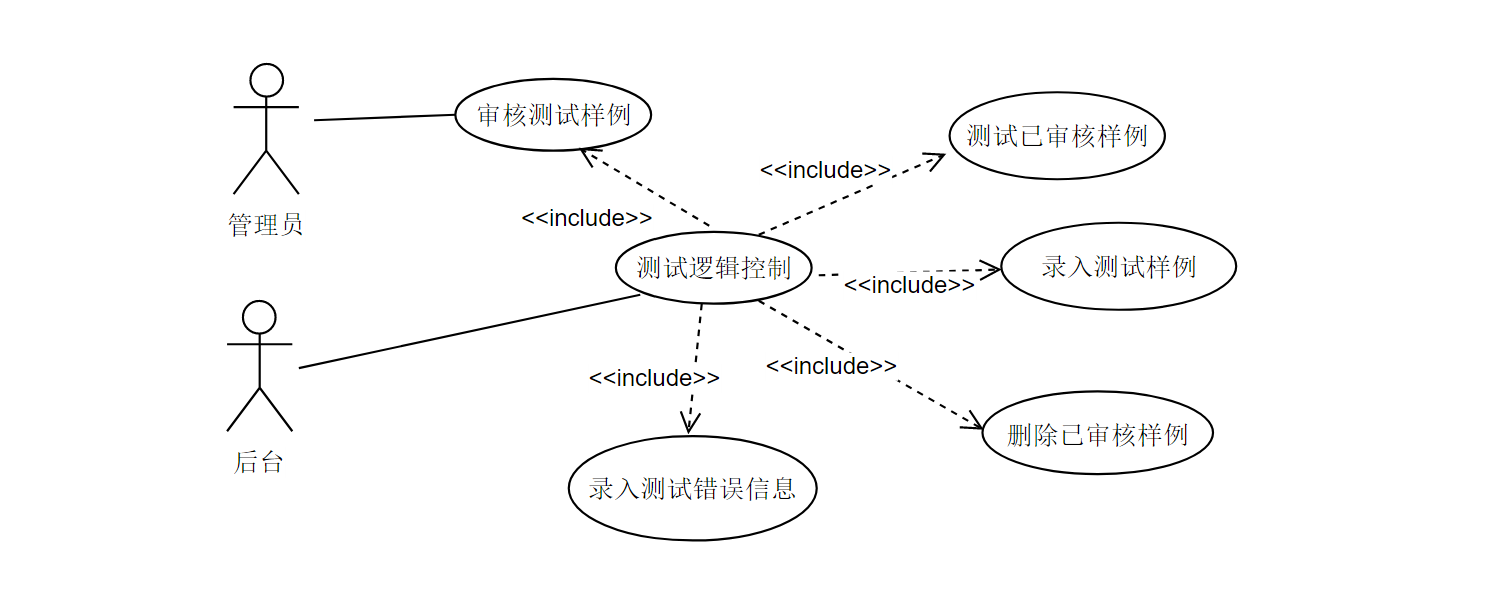 审核测试样例
测试已审核样例
<<include>>
<<include>>
管理员
测试逻辑控制
录入测试样例
<<include>>
<<include>>
<<include>>
删除已审核样例
后台
录入测试错误信息